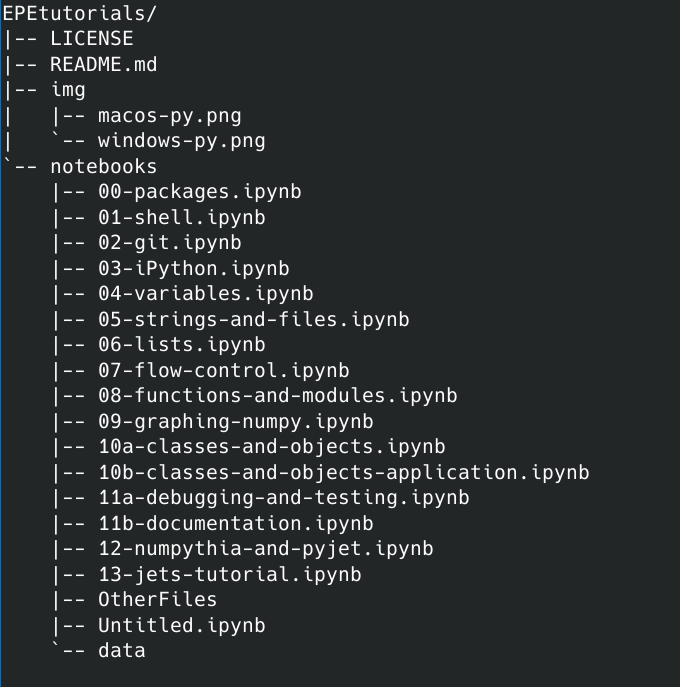 EPEtutorials/
|-- LICENSE
|-- README.md
|-- img
|   |-- macos-py.png
|   `-- windows-py.png
`-- notebooks
    |-- 00-packages.ipynb
    |-- 01-shell.ipynb
    |-- 02-git.ipynb
    |-- 03-iPython.ipynb
    |-- 04-variables.ipynb
    |-- 05-strings-and-files.ipynb
    |-- 06-lists.ipynb
    |-- 07-flow-control.ipynb
    |-- 08-functions-and-modules.ipynb
    |-- 09-graphing-numpy.ipynb
    |-- 10a-classes-and-objects.ipynb
    |-- 10b-classes-and-objects-application.ipynb
    |-- 11a-debugging-and-testing.ipynb
    |-- 11b-documentation.ipynb
    |-- 12-numpythia-and-pyjet.ipynb
    |-- 13-jets-tutorial.ipynb
    |-- OtherFiles
    |-- Untitled.ipynb
    `-- data